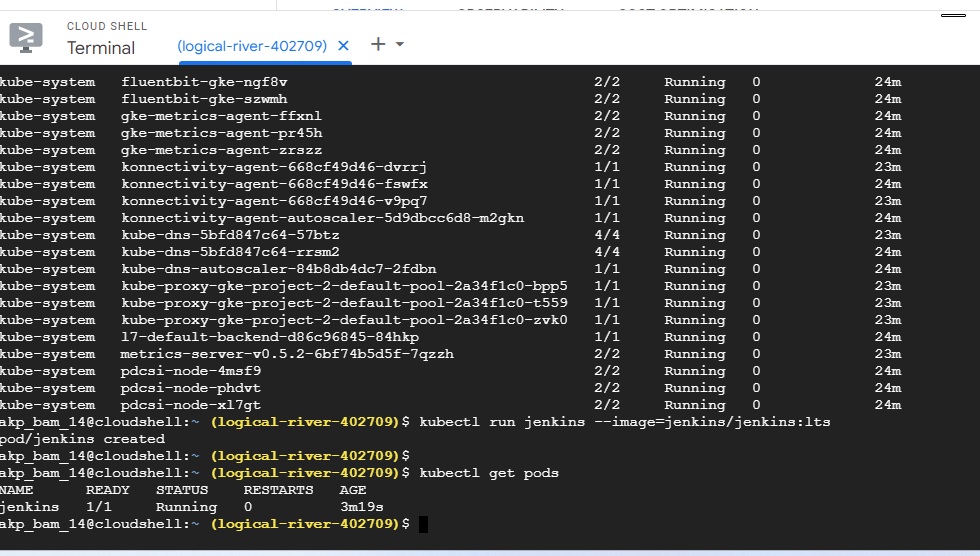 CLOUD SHELL
Terminal
(logical-river-402709)
kube-system fluentbit-gke-ngf8v 2/2 Running 0 24m
kube-system fluentbit-gke-szwmh 2/2 Running 0 24m
kube-system gke-metrics-agent-ffxnl 2/2 Running 0 24m
kube-system gke-metrics-agent-pr45h 2/2 Running 0 24m
kube-system gke-metrics-agent-zrszz 2/2 Running 0 24m
kube-system konnectivity-agent-668cf49d46-dvrrj 1/1 Running 0 23m
kube-system konnectivity-agent-668cf49d46-fswfx 1/1 Running 0 24m
kube-system konnectivity-agent-668cf49d46-v9pq7 1/1 Running 0 23m
kube-system konnectivity-agent-autoscaler-5d9dbcc6d8-m2gkn 1/1 Running 0 24m
kube-system kube-dns-5bfd847c64-57btz 4/4 Running 0 23m
kube-system kube-dns-5bfd847c64-rrsm2 4/4 Running 0 24m
kube-system kube-dns-autoscaler-84b8db4dc7-2fdbn 1/1 Running 0 24m
kube-system kube-proxy-gke-project-2-default-pool-2a34f1c0-bpp5 1/1 Running 0 23m
kube-system kube-proxy-gke-project-2-default-pool-2a34f1c0-t559 1/1 Running 0 23m
kube-system kube-proxy-gke-project-2-default-pool-2a34f1c0-zvk0 1/1 Running 0 23m
kube-system l7-default-backend-d86c96845-84hkp 1/1 Running 0 24m
kube-system metrics-server-v0.5.2-6bf74b5d5f-7qzzh 2/2 Running 0 23m
kube-system pdcsi-node-4msf9 2/2 Running 0 24m
kube-system pdcsi-node-phdvt 2/2 Running 0 24m
kube-system pdcsi-node-xl7gt 2/2 Running 0 24m
akp_bam_14@cloudshell:~ (logical-river-402709)$ kubectl run jenkins --image=jenkins/jenkins:lts
pod/jenkins created
akp_bam_14@cloudshell:~ (logical-river-402709)$
akp_bam_14@cloudshell:~ (logical-river-402709)$ kubectl get pods
NAME READY STATUS RESTARTS AGE
jenkins 1/1 Running 0 3m19s
akp_bam_14@cloudshell:~ (logical-river-402709)$